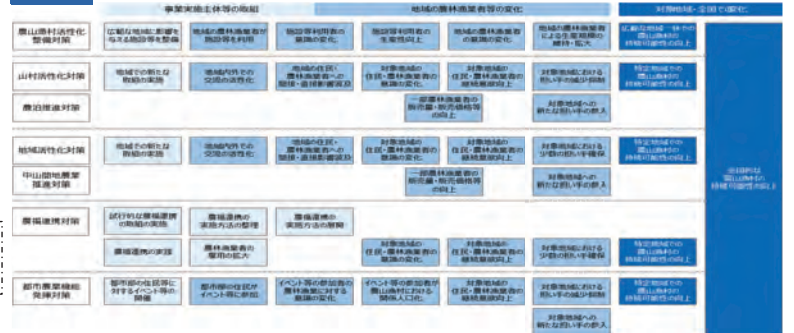 事業実施主体等の取組
地域の農林漁業者等の変化
対象地域・全国での変化
農山漁村活性化
整備対策
広範な地域に影響を
与える施設等を整備
地域の農林漁業者が
施設等を利用
施設等利用者の
意識の変化
施設等利用者の
生産性向上
地域の農林漁業者
の意識の変化
地域の農林漁業者
による生産規模の
維持・拡大
広範な地域一体での
農山漁村の
持続可能性の向上
山村活性化対策
地域での新たな
取組の実施
地域内外での
交流の活性化
地域の住民・
農林漁業者への
間接・直接影響波及
対象地域の
住民・農林漁業者の
意識の変化
対象地域の
住民・農林漁業者の
継続意欲向上
対象地域における
担い手の減少抑制
特定地域での
農山漁村の
持続可能性の向上
農泊推進対策
一部農林漁業者の
販売量・販売価格等
の向上
対象地域への
新たな担い手の参入
地域活性化対策
地域での新たな
取組の実施
地域内外での
交流の活性化
地域の住民・
農林漁業者への
間接・直接影響波及
対象地域の
住民・農林漁業者の
意識の変化
対象地域の
住民・農林漁業者の
継続意欲向上
対象地域における
少数の担い手確保
特定地域での
農山漁村の
持続可能性の向上
中山間地農業
推進対策
一部農林漁業者の
販売量・販売価格等
の向上
対象地域への
新たな担い手の参入
全国的な
農山漁村の
持続可能性の向上
農福連携対策
試行的な農福連携
の取組の実施
農福連携の
実施方法の整理
農福連携の
実施方法の展開
農福連携の実践
農林漁業者の
雇用の拡大
対象地域の
住民・農林漁業者の
意識の変化
対象地域の
住民・農林漁業者の
継続意欲向上
対象地域における
少数の担い手確保
特定地域での
農山漁村の
持続可能性の向上
都市農業機能
発揮対策
都市部の住民等に
対するイベント等の
開催
都市部の住民が
イベント等に参加
イベント等の参加者の
農林漁業に対する
意識の変化
イベント等の参加者が
農山漁村における
関係人口化
対象地域の
住民・農林漁業者の
継続意欲向上
対象地域における
担い手の減少抑制
特定地域での
農山漁村の
持続可能性の向上
対象地域への
新たな担い手の参入